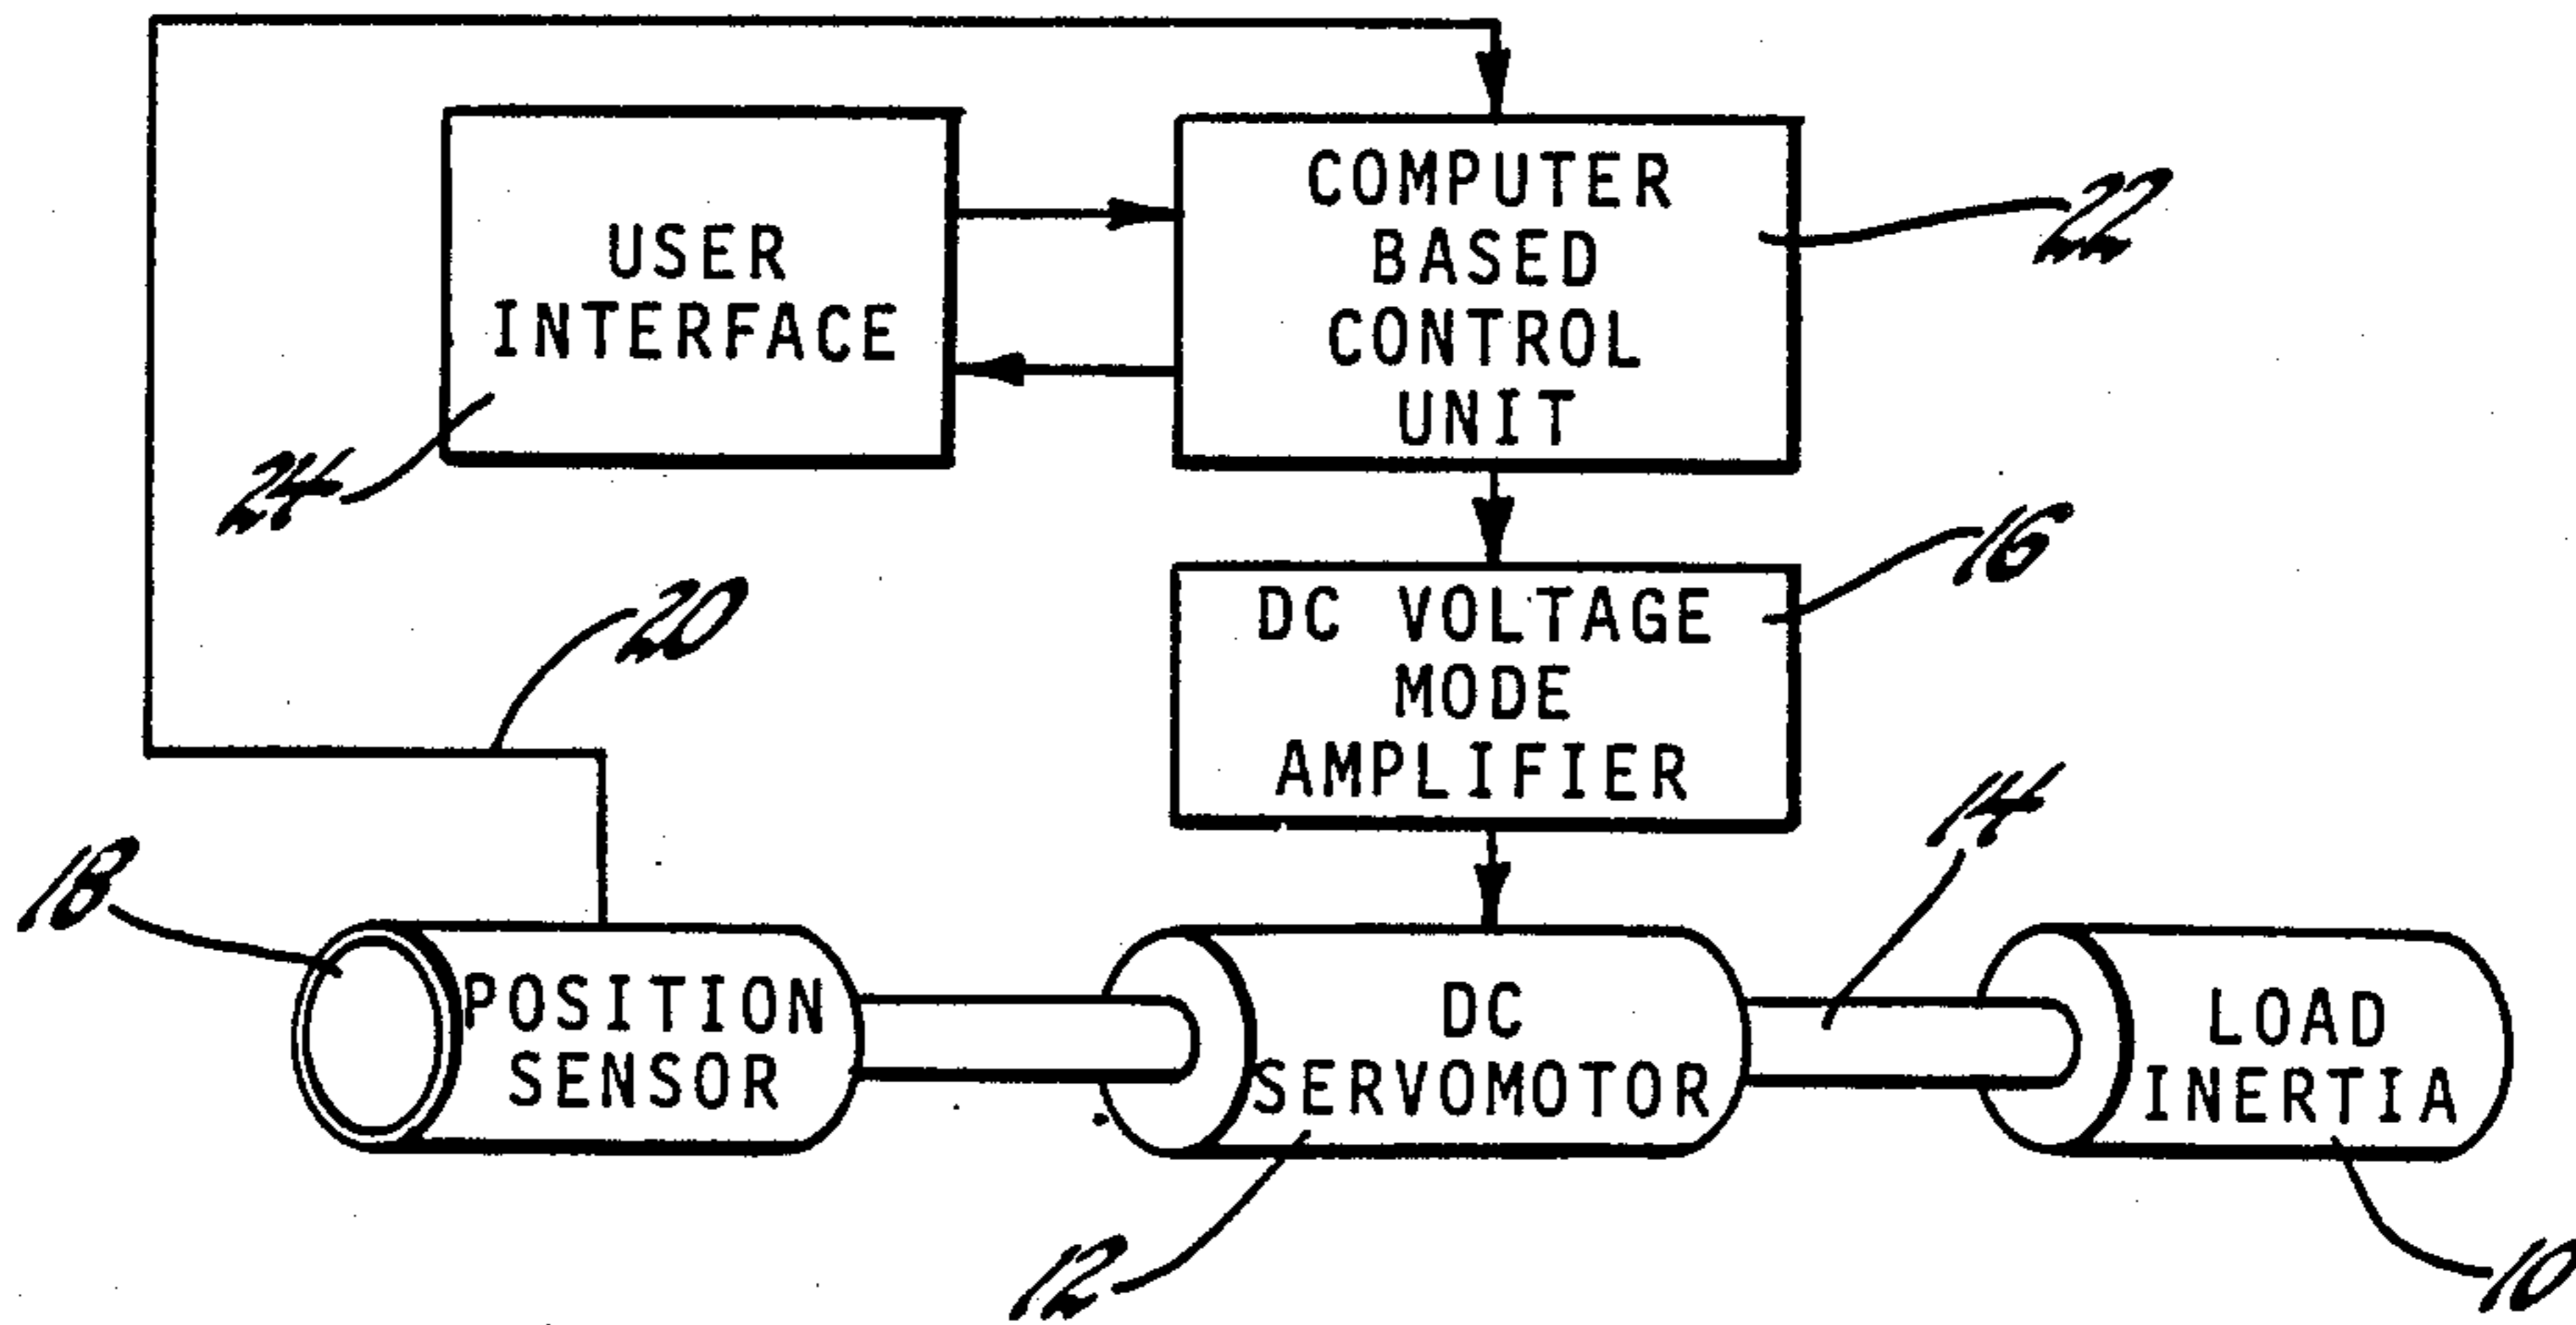 USER
INTERFACE
COMPUTER
BASED
CONTROL
UNIT
22
24
16
DC VOLTAGE
MODE
AMPLIFIER
20
14
18
POSITION
SENSOR
DC
SERVOMOTOR
LOAD
INERTIA
12
10